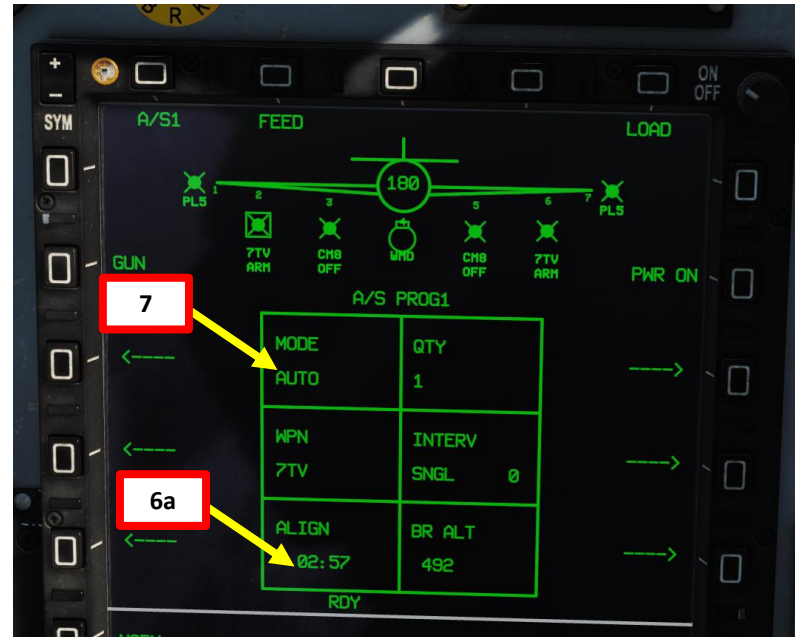 B R K
+
-
SYM
ON
OFF
A/S1 FEED LOAD
180
1 2 3 4 5 6 7
PL5 PL5
7TV CM8 WMD CM8 7TV
ARM OFF OFF ARM
GUN PWR ON
A/S PROG1
7
MODE QTY
<---- ---->
AUTO 1
WPN INTERV
<---- ---->
7TV SNGL 0
6a
ALIGN BR ALT
<---- ---->
02:57 492
RDY